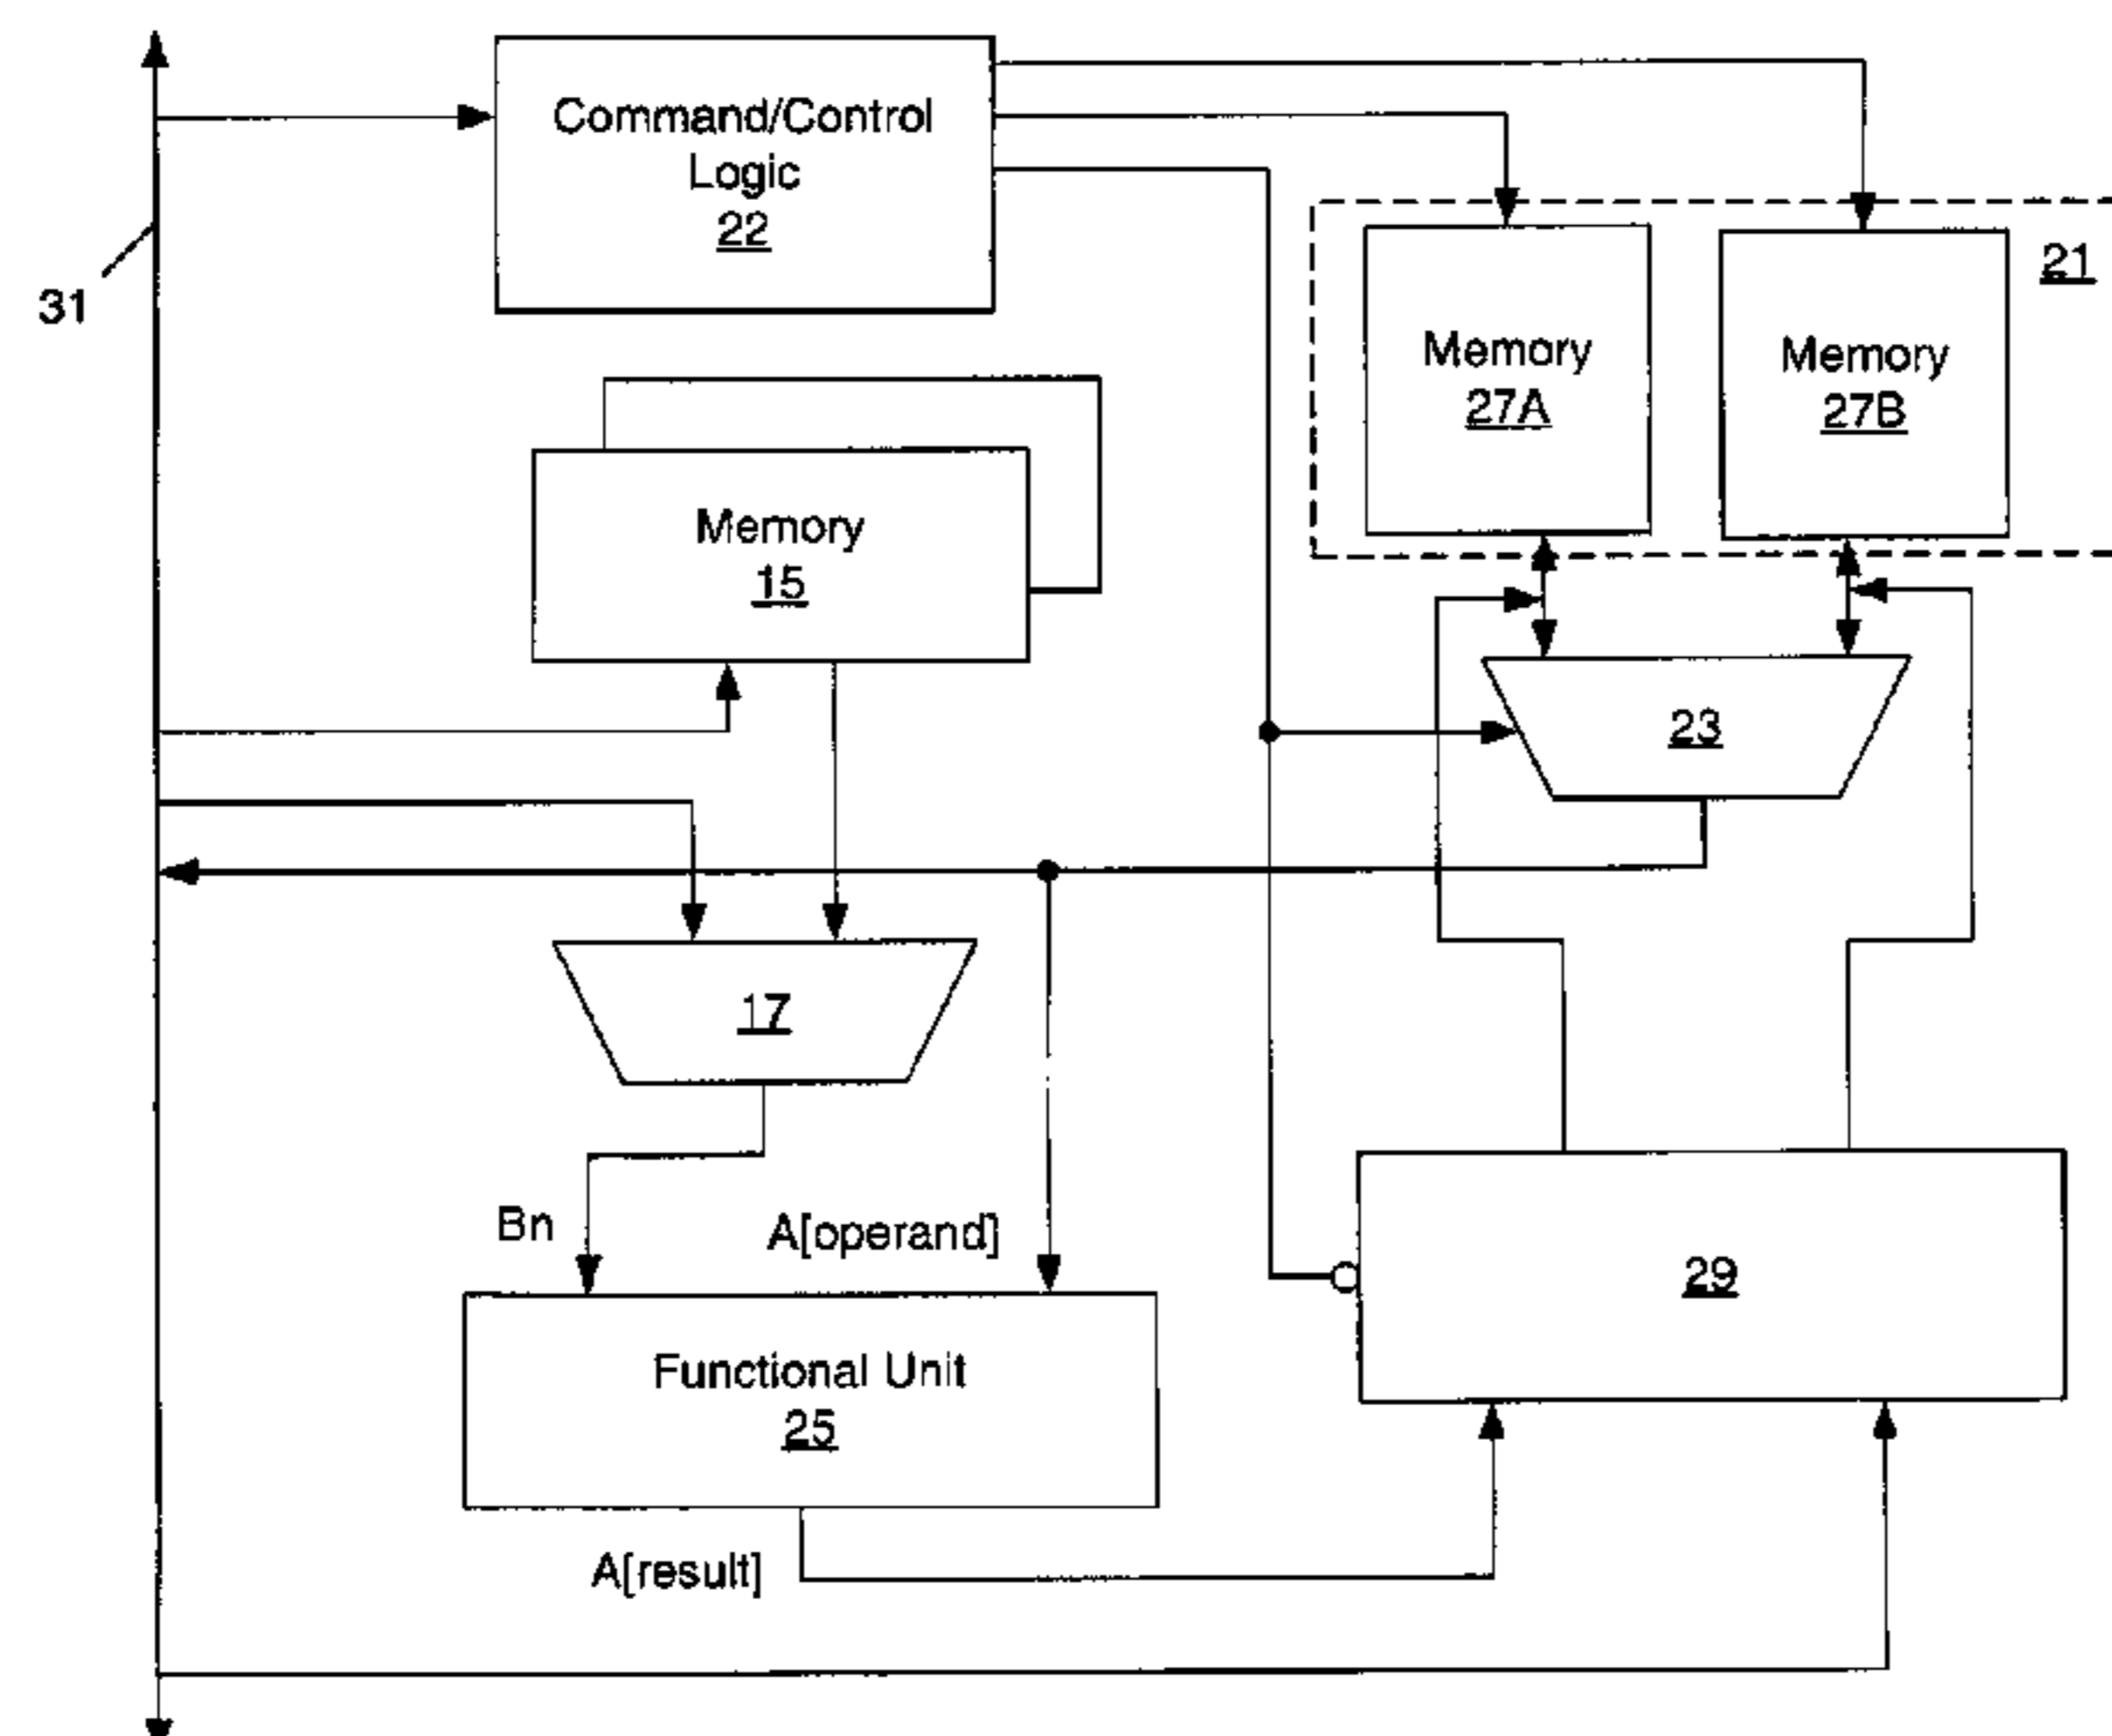 Command/Control
Logic
22
21
31
Memory
27A
Memory
27B
Memory
15
23
17
Bn
A[operand]
29
Functional Unit
25
A[result]